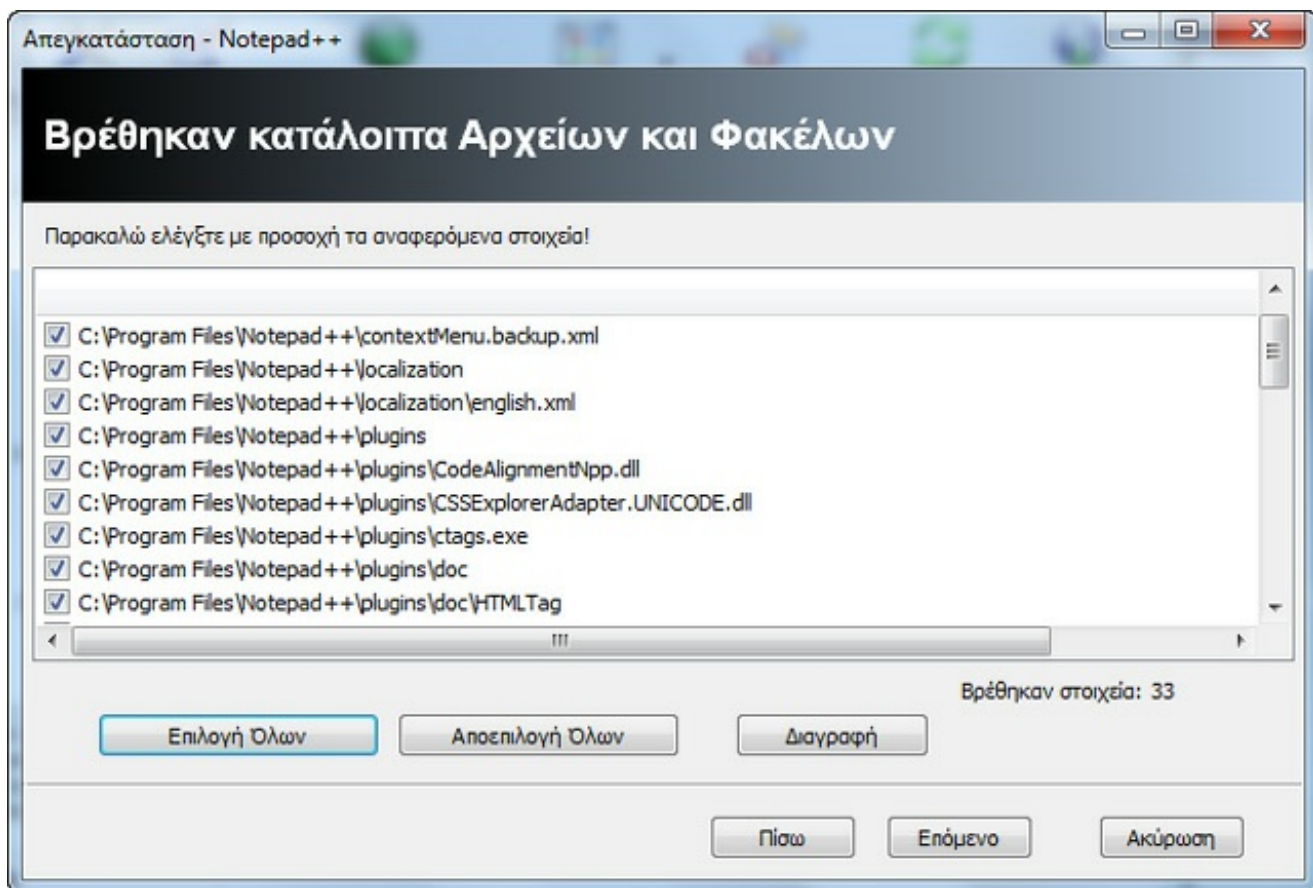 Απεγκατάσταση - Notepad++
Βρέθηκαν κατάλοιπα Αρχείων και Φακέλων
Παρακαλώ ελέγξτε με προσοχή τα αναφερόμενα στοιχεία!
C:\Program Files\Notepad++\contextMenu.backup.xml
C:\Program Files\Notepad++\localization
C:\Program Files\Notepad++\localization\english.xml
C:\Program Files\Notepad++\plugins
C:\Program Files\Notepad++\plugins\CodeAlignmentNpp.dll
C:\Program Files\Notepad++\plugins\CSSExplorerAdapter.UNICODE.dll
C:\Program Files\Notepad++\plugins\ctags.exe
C:\Program Files\Notepad++\plugins\doc
C:\Program Files\Notepad++\plugins\doc\HTMLTag
Βρέθηκαν στοιχεία: 33
Επιλογή Όλων Αποεπιλογή Όλων Διαγραφή
Πίσω Επόμενο Ακύρωση